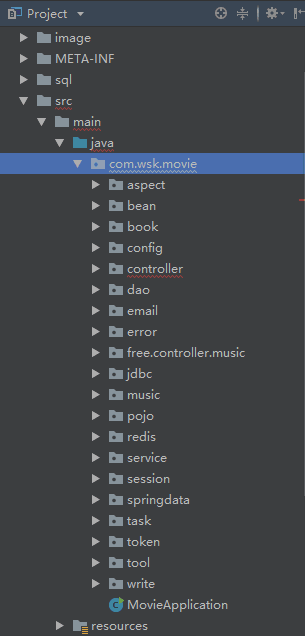 Project
image
META-INF
sql
src
main
java
com.wsk.movie
aspect
bean
book
config
controller
dao
email
error
free.controller.music
jdbc
music
pojo
redis
service
session
springdata
task
token
tool
write
MovieApplication
resources